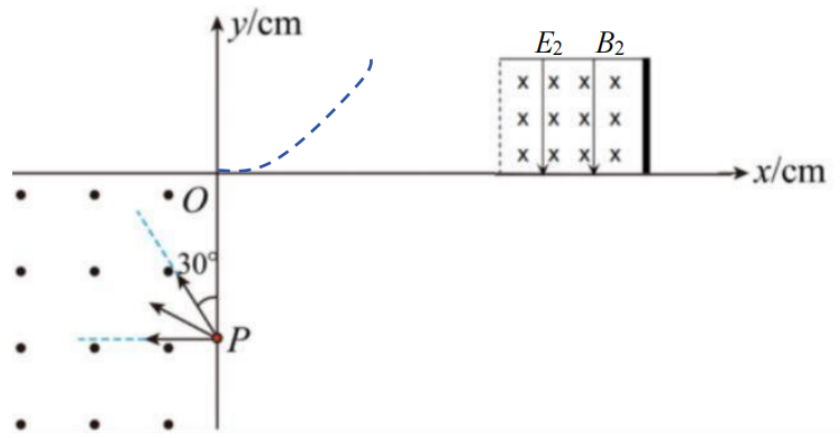 y/cm
E₂ B₂
x x x x
x x x x
x x x x
x/cm
O
30°
P